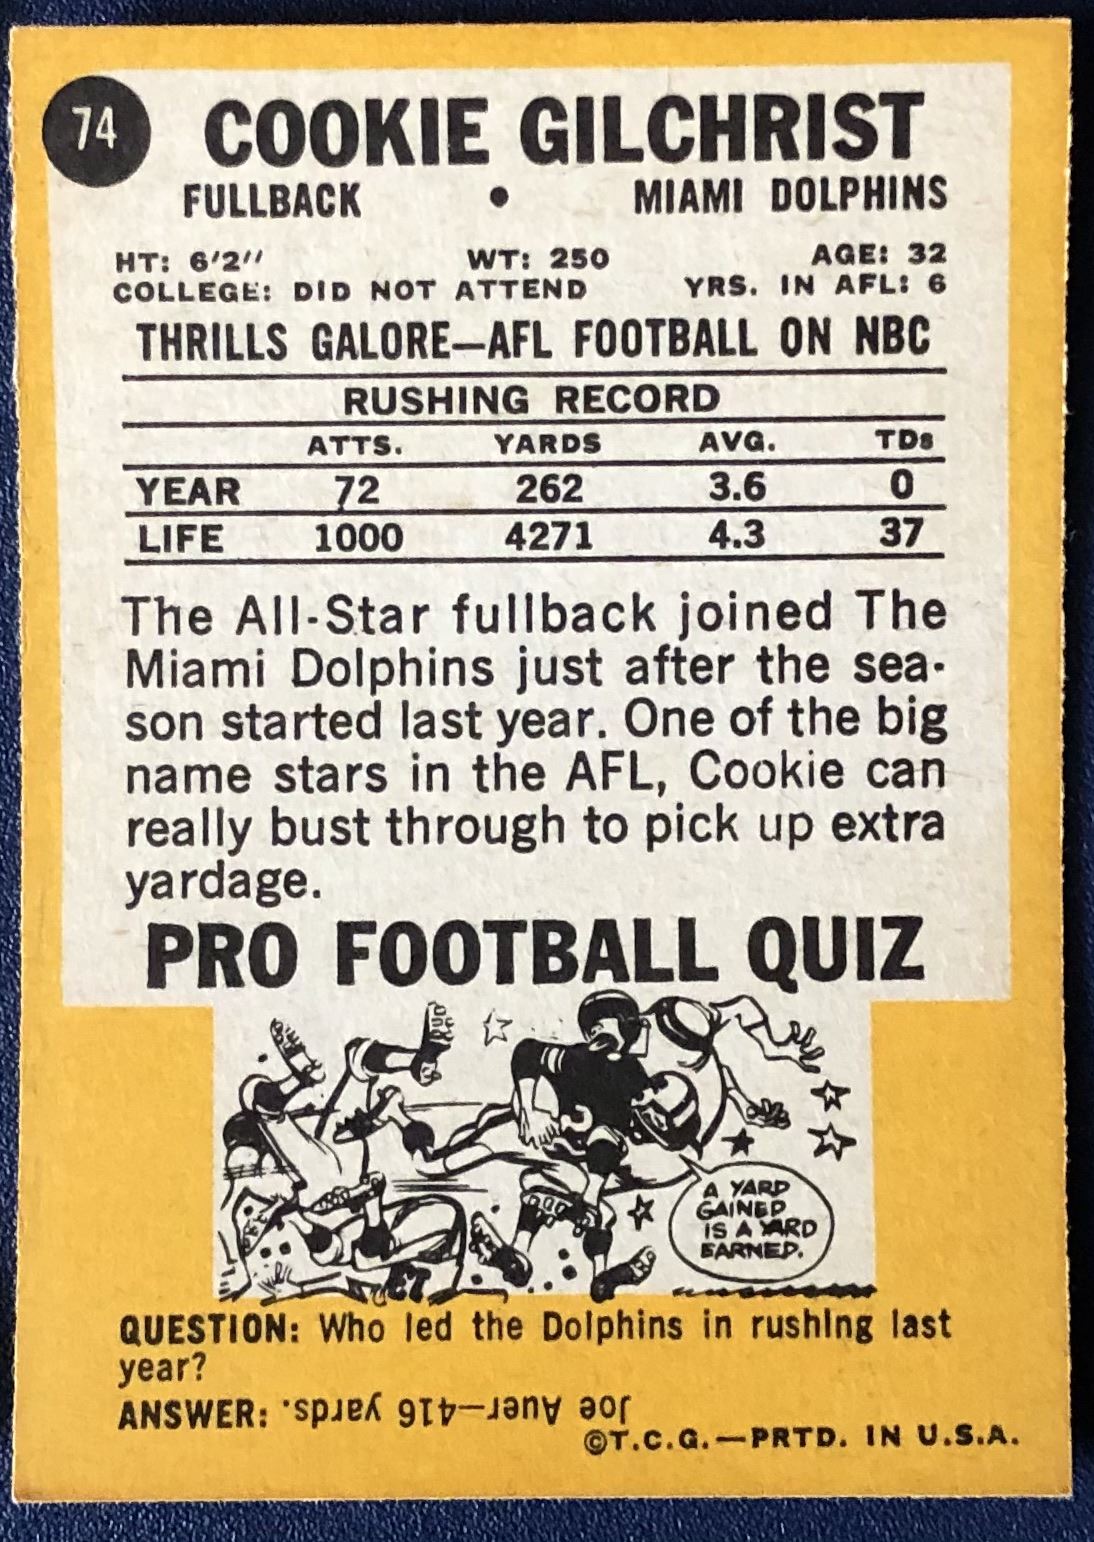 74
COOKIE GILCHRIST
FULLBACK • MIAMI DOLPHINS
HT: 6'2" WT: 250 AGE: 32
COLLEGE: DID NOT ATTEND YRS. IN AFL: 6
THRILLS GALORE—AFL FOOTBALL ON NBC
RUSHING RECORD
ATTS. YARDS AVG. TDs
YEAR 72 262 3.6 0
LIFE 1000 4271 4.3 37
The All-Star fullback joined The
Miami Dolphins just after the sea-
son started last year. One of the big
name stars in the AFL, Cookie can
really bust through to pick up extra
yardage.
PRO FOOTBALL QUIZ
A YARD
GAINED
IS A YARD
EARNED.
QUESTION: Who led the Dolphins in rushing last
year?
ANSWER: Joe Auer—416 yards.
©T.C.G.—PRTD. IN U.S.A.